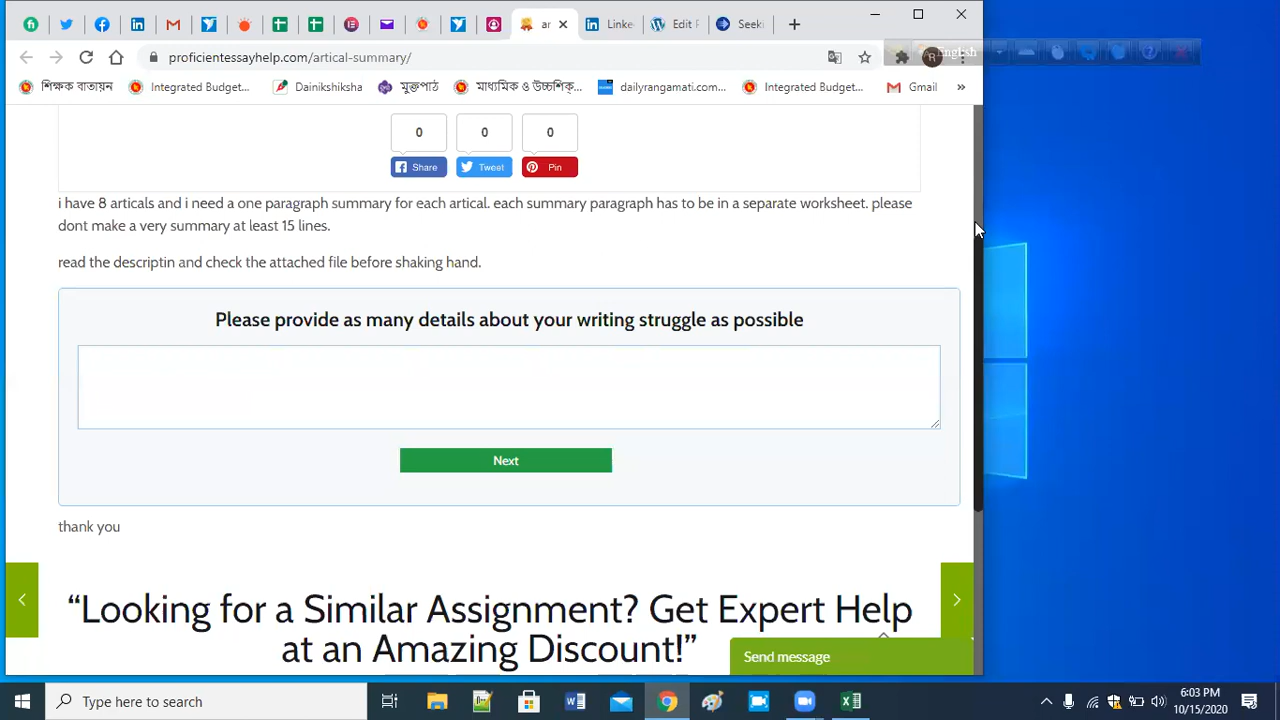 ar
Linke
Edit F
Seeki
proficientessayhelp.com/artical-summary/
English
শিক্ষক বাতায়ন
Integrated Budget...
Dainikshiksha
মুক্তপাঠ
মাধ্যমিক ও উচ্চশিক্...
dailyrangamati.com...
Integrated Budget...
Gmail
»
0 0 0
Share Tweet Pin
i have 8 articals and i need a one paragraph summary for each artical. each summary paragraph has to be in a separate worksheet. please
dont make a very summary at least 15 lines.
read the descriptin and check the attached file before shaking hand.
Please provide as many details about your writing struggle as possible
Next
thank you
“Looking for a Similar Assignment? Get Expert Help
at an Amazing Discount!”
Send message
Type here to search
6:03 PM
10/15/2020